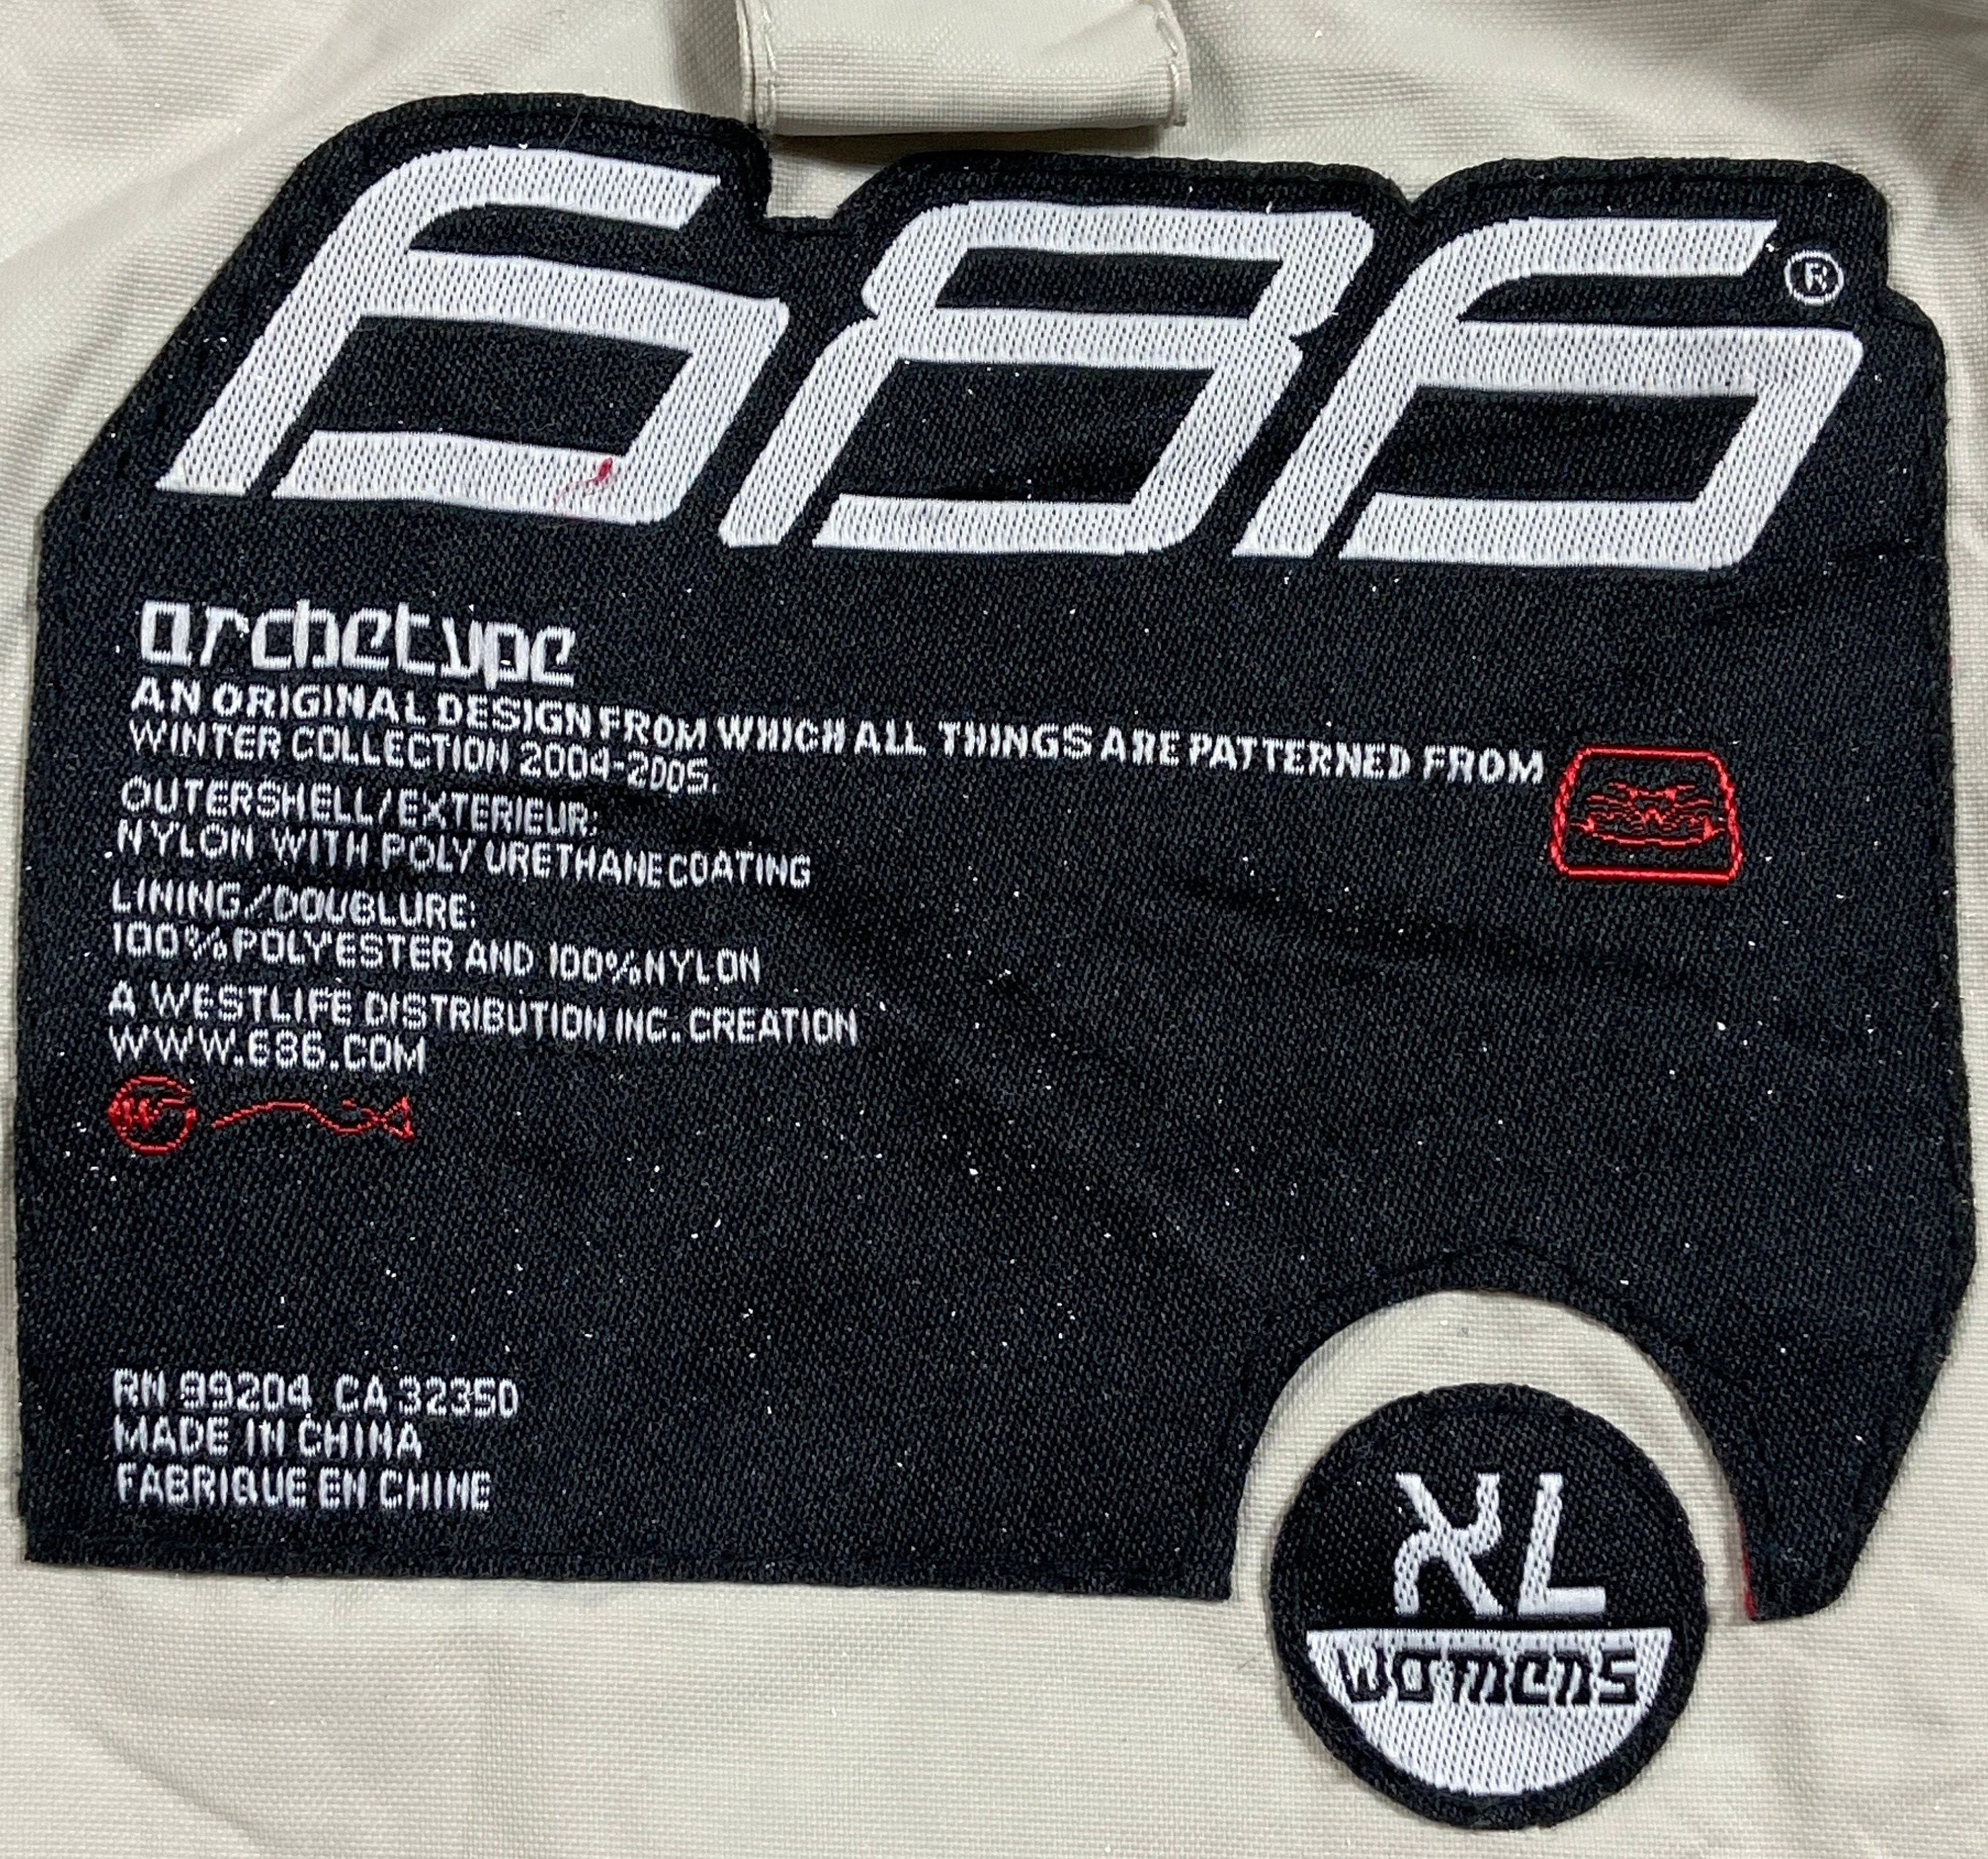 686®
archetype
AN ORIGINAL DESIGN FROM WHICH ALL THINGS ARE PATTERNED FROM
WINTER COLLECTION 2004-2005.
OUTERSHELL/EXTERIEUR:
NYLON WITH POLYURETHANE COATING
LINING/DOUBLURE:
100% POLYESTER AND 100% NYLON
A WESTLIFE DISTRIBUTION INC. CREATION
WWW.686.COM
RN 99204 CA 32350
MADE IN CHINA
FABRIQUE EN CHINE
XL
womens